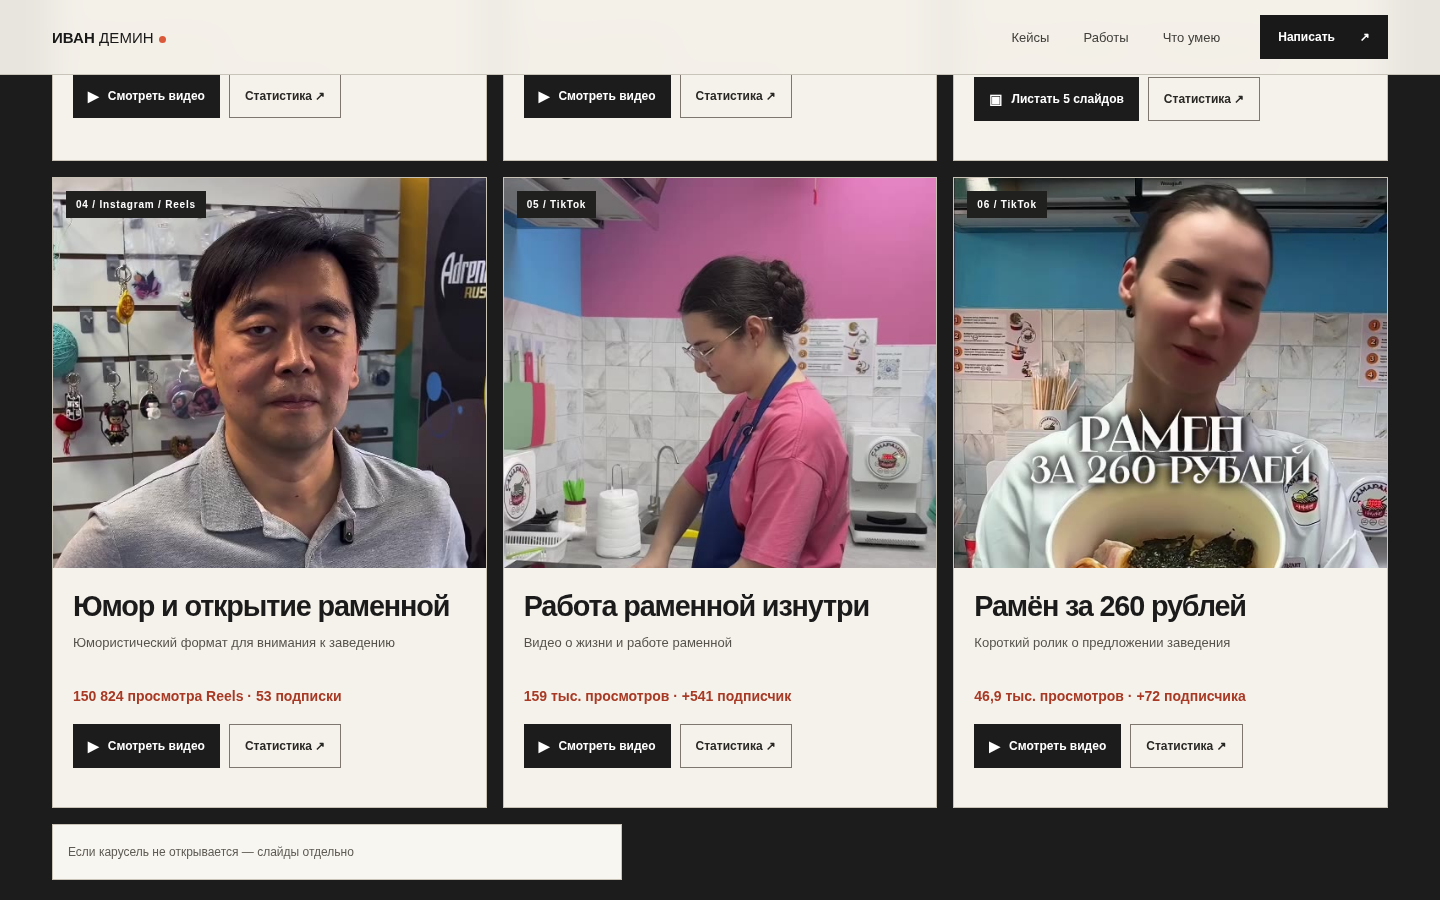 ИВАН ДЕМИН
Кейсы
Работы
Что умею
Написать ↗
▶ Смотреть видео
Статистика ↗
▶ Смотреть видео
Статистика ↗
▣ Листать 5 слайдов
Статистика ↗
04 / Instagram / Reels
Adren
RUS
Юмор и открытие раменной
Юмористический формат для внимания к заведению
150 824 просмотра Reels · 53 подписки
▶ Смотреть видео
Статистика ↗
05 / TikTok
Работа раменной изнутри
Видео о жизни и работе раменной
159 тыс. просмотров · +541 подписчик
▶ Смотреть видео
Статистика ↗
06 / TikTok
РАМЕН
ЗА 260 РУБЛЕЙ
Рамён за 260 рублей
Короткий ролик о предложении заведения
46,9 тыс. просмотров · +72 подписчика
▶ Смотреть видео
Статистика ↗
Если карусель не открывается — слайды отдельно